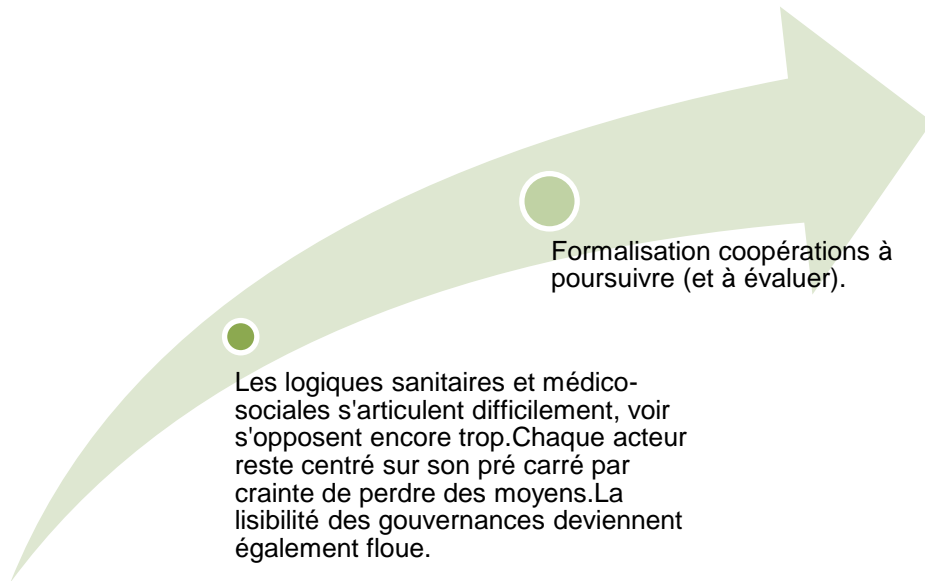 Formalisation coopérations à
poursuivre (et à évaluer).
Les logiques sanitaires et médico-
sociales s'articulent difficilement, voir
s'opposent encore trop.Chaque acteur
reste centré sur son pré carré par
crainte de perdre des moyens.La
lisibilité des gouvernances deviennent
également floue.